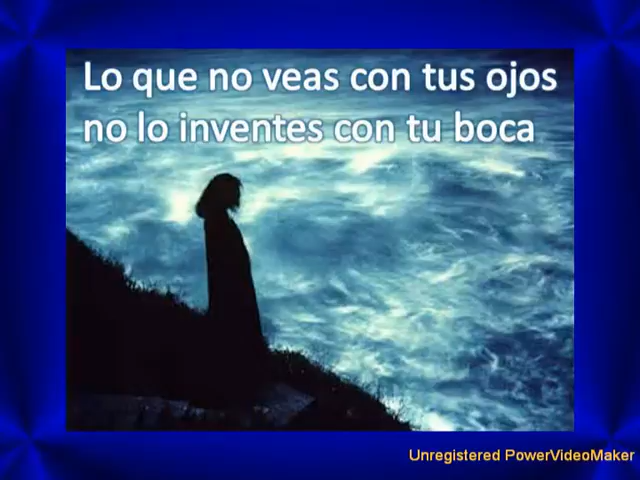 Lo que no veas con tus ojos
no lo inventes con tu boca
Unregistered PowerVideoMaker